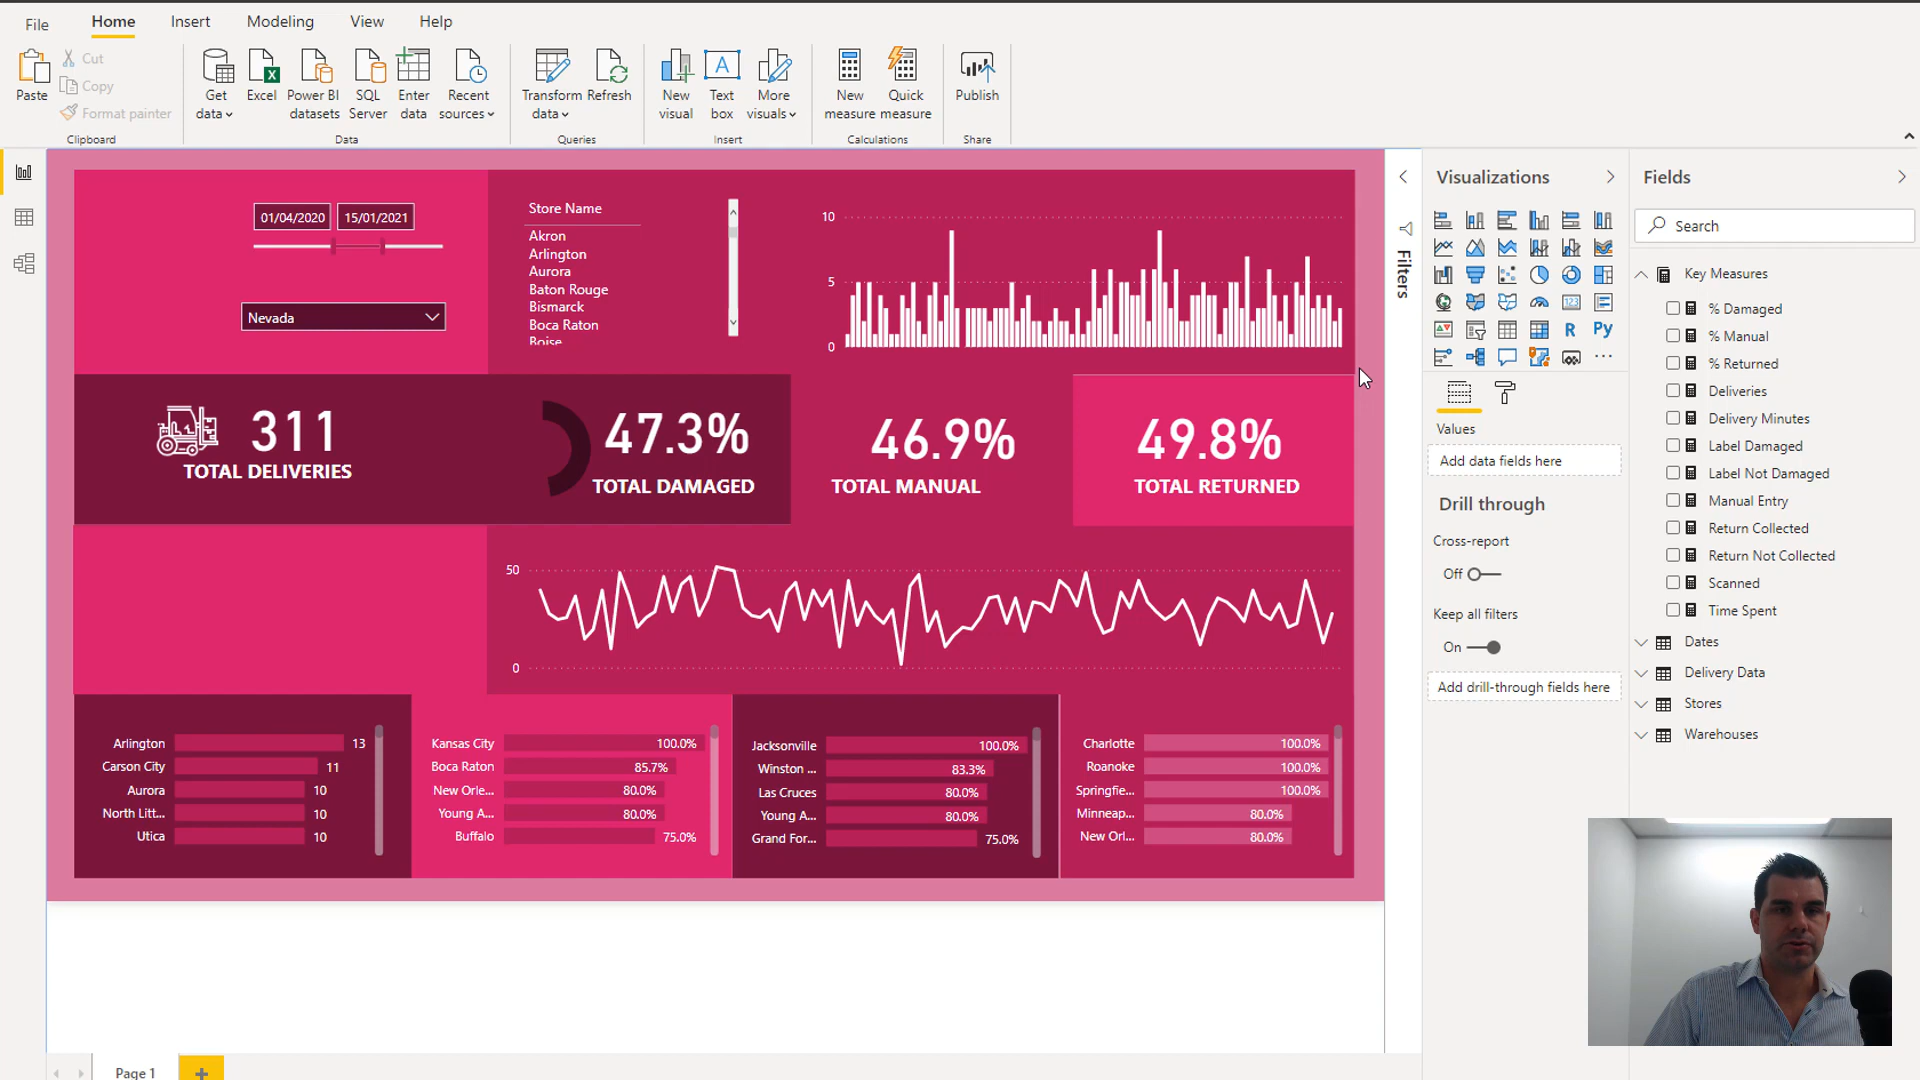 File
Home
Insert
Modeling
View
Help
Paste
Cut
Copy
Format painter
Clipboard
Get
data
Excel
Power BI
datasets
SQL
Server
Enter
data
Recent
sources
Data
Transform
data
Refresh
Queries
New
visual
Text
box
More
visuals
Insert
New
measure
Quick
measure
Calculations
Publish
Share
01/04/2020
15/01/2021
Nevada
Store Name
Akron
Arlington
Aurora
Baton Rouge
Bismarck
Boca Raton
Boise
10
5
0
311
TOTAL DELIVERIES
47.3%
TOTAL DAMAGED
46.9%
TOTAL MANUAL
49.8%
TOTAL RETURNED
50
0
Arlington 13
Carson City 11
Aurora 10
North Litt... 10
Utica 10
Kansas City 100.0%
Boca Raton 85.7%
New Orle... 80.0%
Young A... 80.0%
Buffalo 75.0%
Jacksonville 100.0%
Winston ... 83.3%
Las Cruces 80.0%
Young A... 80.0%
Grand For... 75.0%
Charlotte 100.0%
Roanoke 100.0%
Springfie... 100.0%
Minneap... 80.0%
New Orl... 80.0%
Page 1
Filters
Visualizations
123
R
Py
Values
Add data fields here
Drill through
Cross-report
Off
Keep all filters
On
Add drill-through fields here
Fields
Search
Key Measures
% Damaged
% Manual
% Returned
Deliveries
Delivery Minutes
Label Damaged
Label Not Damaged
Manual Entry
Return Collected
Return Not Collected
Scanned
Time Spent
Dates
Delivery Data
Stores
Warehouses